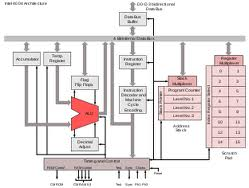 Intel 4004 Architecture
D0-D3 bidirectional
Data Bus
Data Bus
Buffer
4 Bit internal Data Bus
Accumulator
Temp.
Register
Instruction
Register
Register
Multiplexer
Flag
Flip Flops
Stack
Multiplexer
Program Counter
Level No. 1
Level No. 2
Level No. 3
ALU
Instruction
Decoder and
Machine
Cycle
Encoding
0 1
2 3
4 5
6 7
8 9
10 11
12 13
14 15
Address
Stack
Decimal
Adjust
Scratch
Pad
Timing and Control
Test
Sync